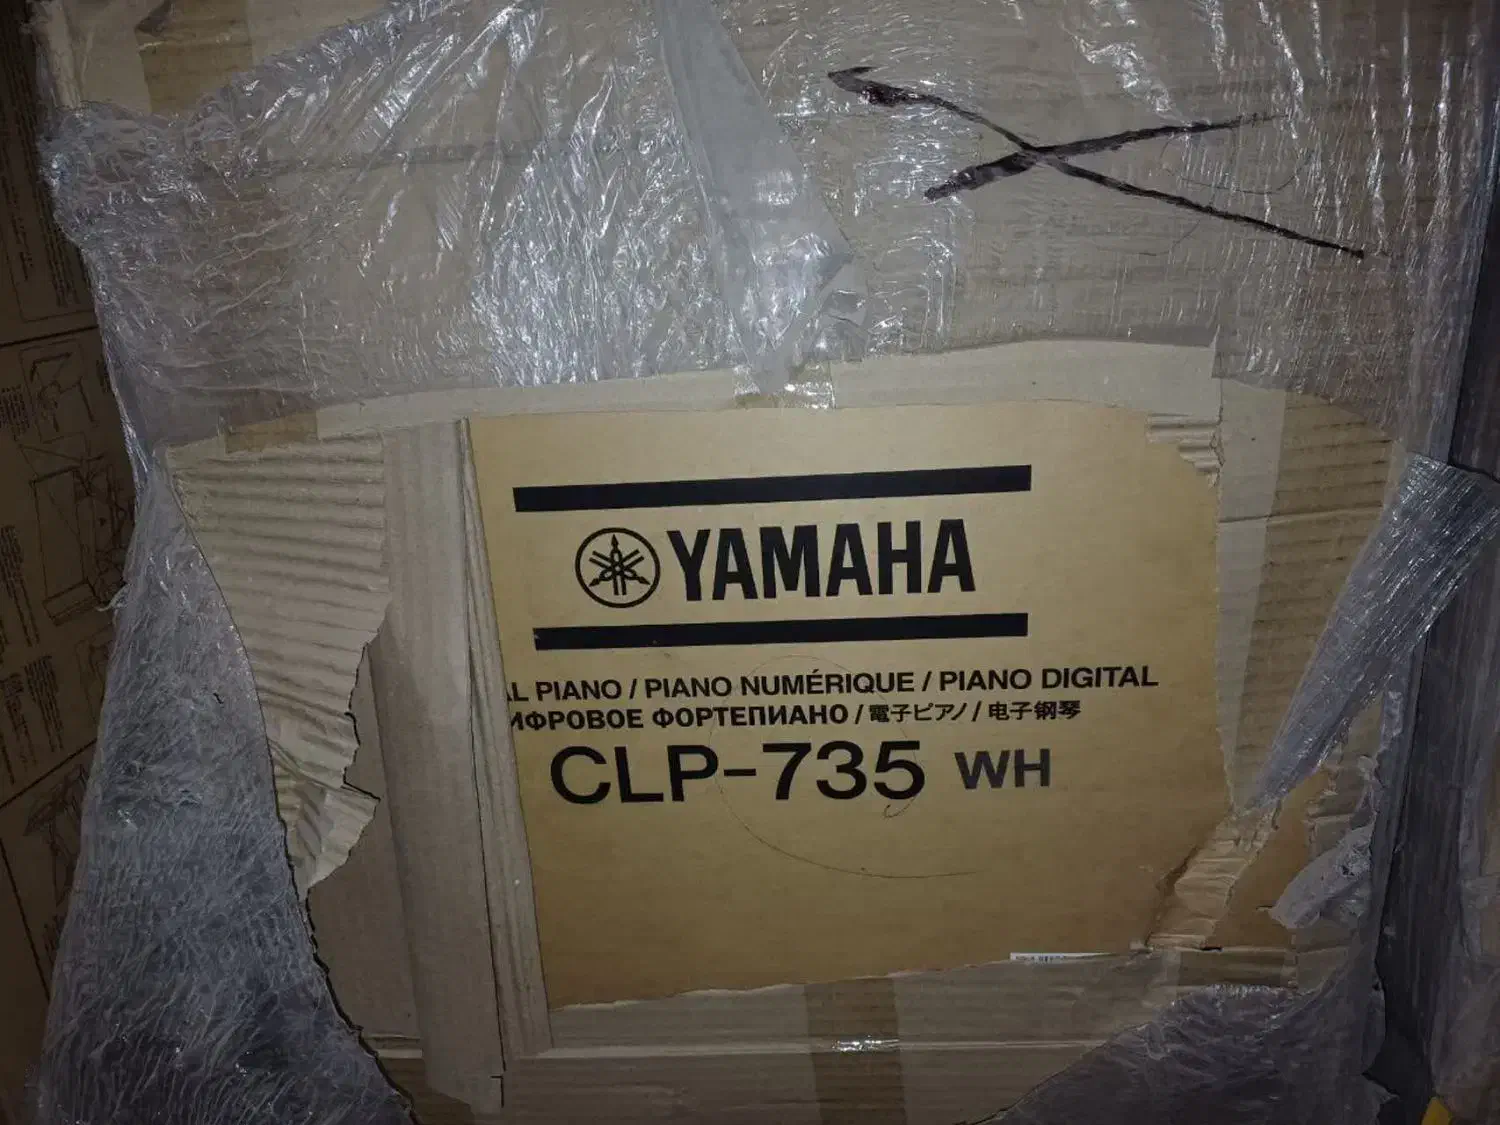 YAMAHA
PIANO / PIANO NUMÉRIQUE / PIANO DIGITAL
ИФРОВОЕ ФОРТЕПИАНО / 電子ピアノ / 电子钢琴
CLP-735 WH